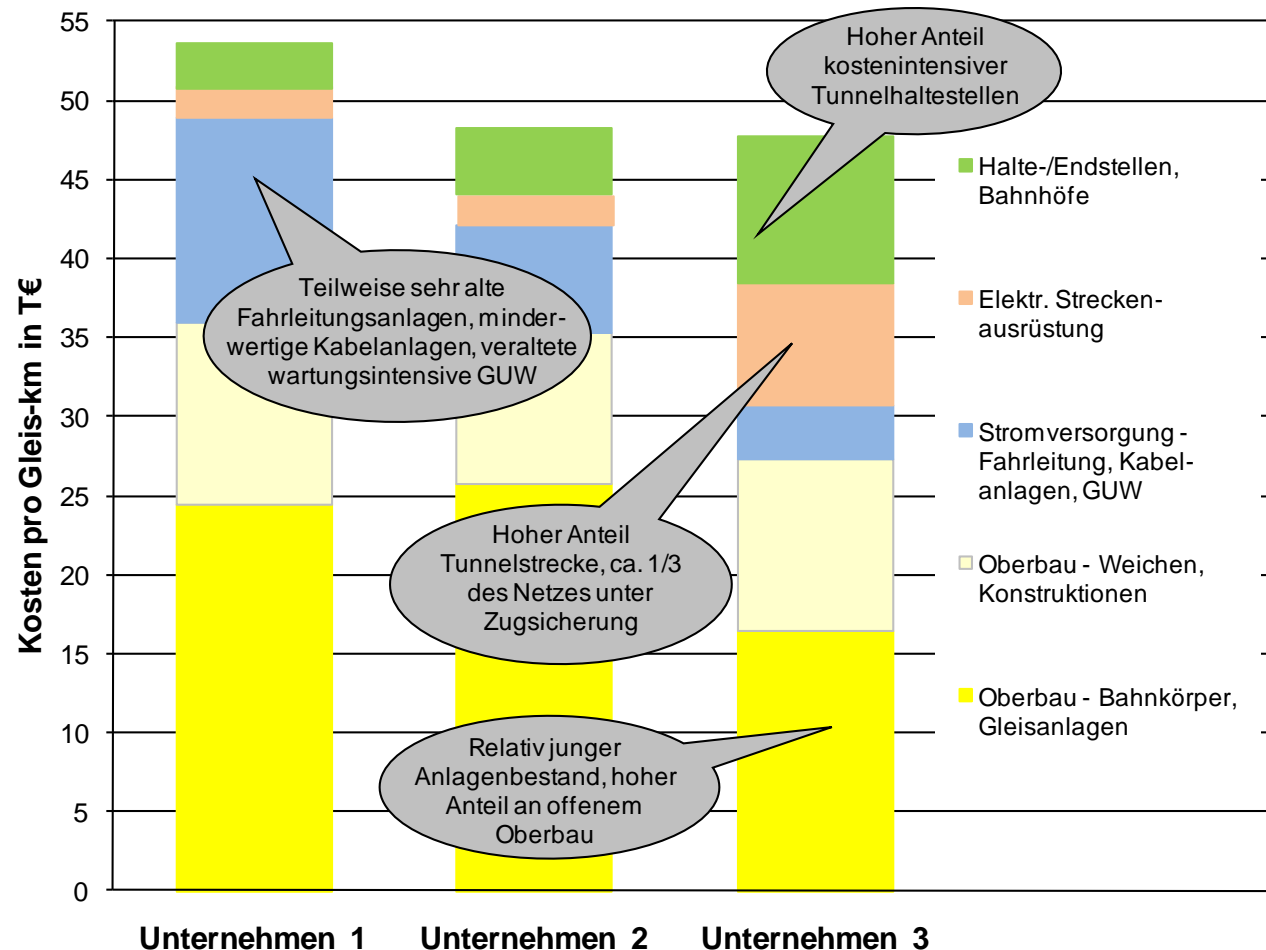 Kosten pro Gleis-km in T€
55
50
45
40
35
30
25
20
15
10
5
0
Hoher Anteil
kostenintensiver
Tunnelhaltestellen
Teilweise sehr alte
Fahrleitungsanlagen, minder-
wertige Kabelanlagen, veraltete
wartungsintensive GUW
Hoher Anteil
Tunnelstrecke, ca. 1/3
des Netzes unter
Zugsicherung
Relativ junger
Anlagenbestand, hoher
Anteil an offenem
Oberbau
Halte-/Endstellen,
Bahnhöfe
Elektr. Strecken-
ausrüstung
Stromversorgung -
Fahrleitung, Kabel-
anlagen, GUW
Oberbau - Weichen,
Konstruktionen
Oberbau - Bahnkörper,
Gleisanlagen
Unternehmen 1
Unternehmen 2
Unternehmen 3